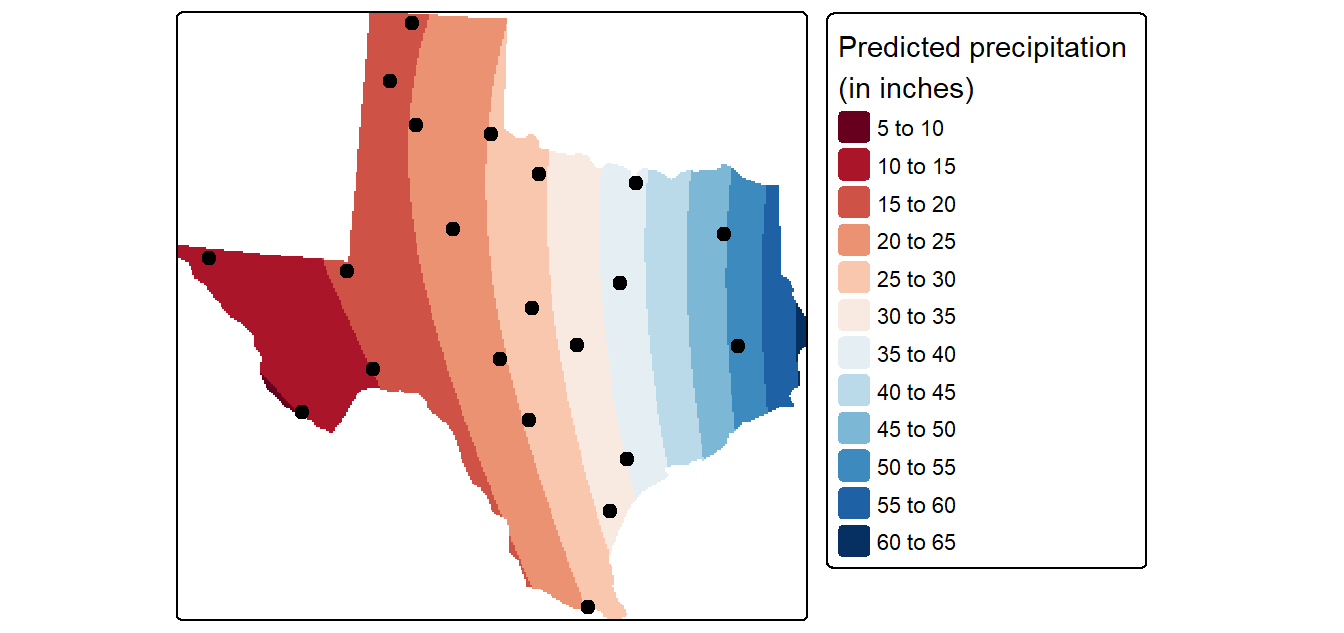 Predicted precipitation
(in inches)
5 to 10
10 to 15
15 to 20
20 to 25
25 to 30
30 to 35
35 to 40
40 to 45
45 to 50
50 to 55
55 to 60
60 to 65